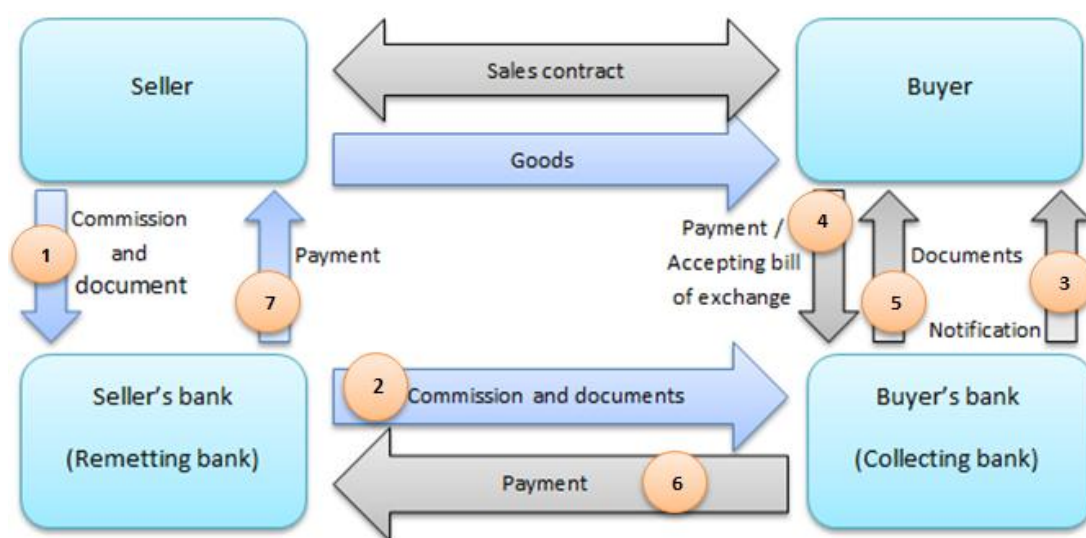 Seller
Sales contract
Buyer
Goods
1
Commission
and
document
7
Payment
Payment /
Accepting bill
of exchange
4
5
Documents
Notification
3
Seller's bank
(Remetting bank)
2
Commission and documents
Payment
6
Buyer's bank
(Collecting bank)